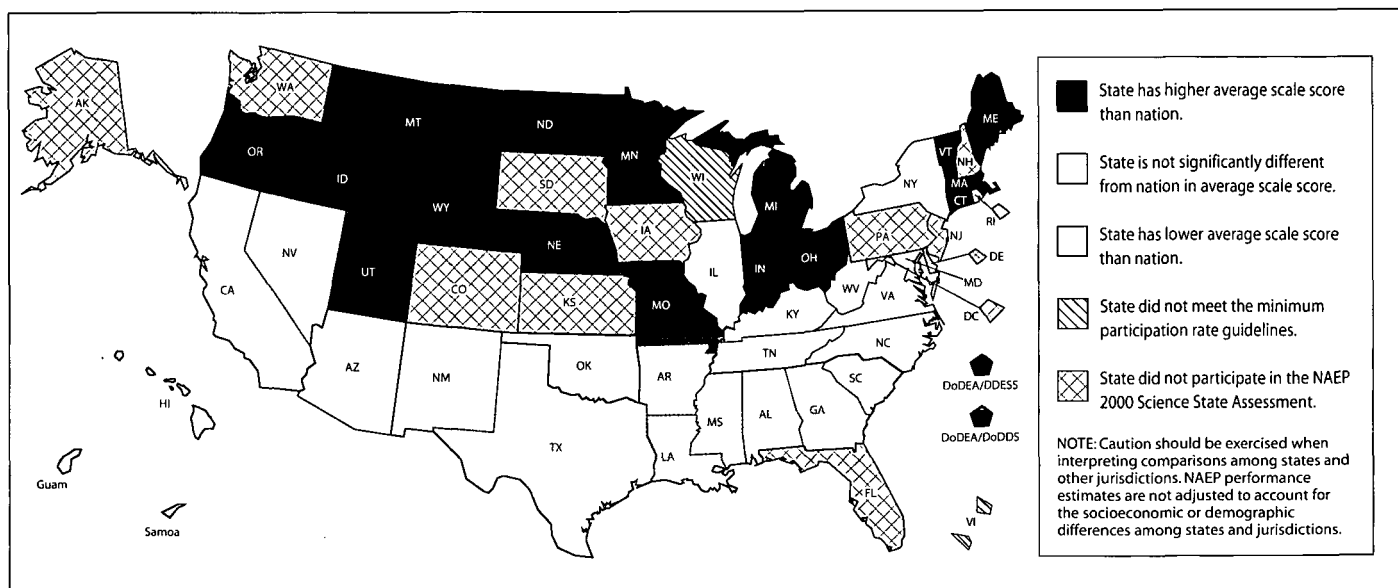 AK
WA
MT
ND
MN
OR
ID
WY
SD
WI
MI
VT
NH
ME
MA
CT
RI
NY
NV
CA
UT
NE
IA
IL
IN
OH
PA
NJ
DE
MD
DC
CO
KS
MO
WV
VA
KY
NC
TN
AZ
NM
OK
AR
SC
MS
AL
GA
HI
TX
LA
FL
DoDEA/DDESS
DoDEA/DoDDS
Guam
Samoa
VI
State has higher average scale score
than nation.
State is not significantly different
from nation in average scale score.
State has lower average scale score
than nation.
State did not meet the minimum
participation rate guidelines.
State did not participate in the NAEP
2000 Science State Assessment.
NOTE: Caution should be exercised when
interpreting comparisons among states and
other jurisdictions. NAEP performance
estimates are not adjusted to account for
the socioeconomic or demographic
differences among states and jurisdictions.